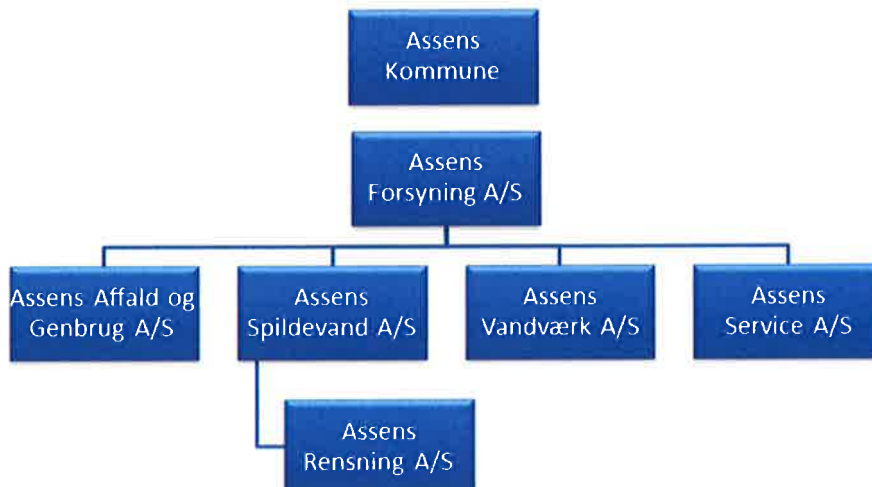 Assens
Kommune
Assens
Forsyning A/S
Assens Affald og
Genbrug A/S
Assens
Spildevand A/S
Assens
Vandværk A/S
Assens
Service A/S
Assens
Rensning A/S